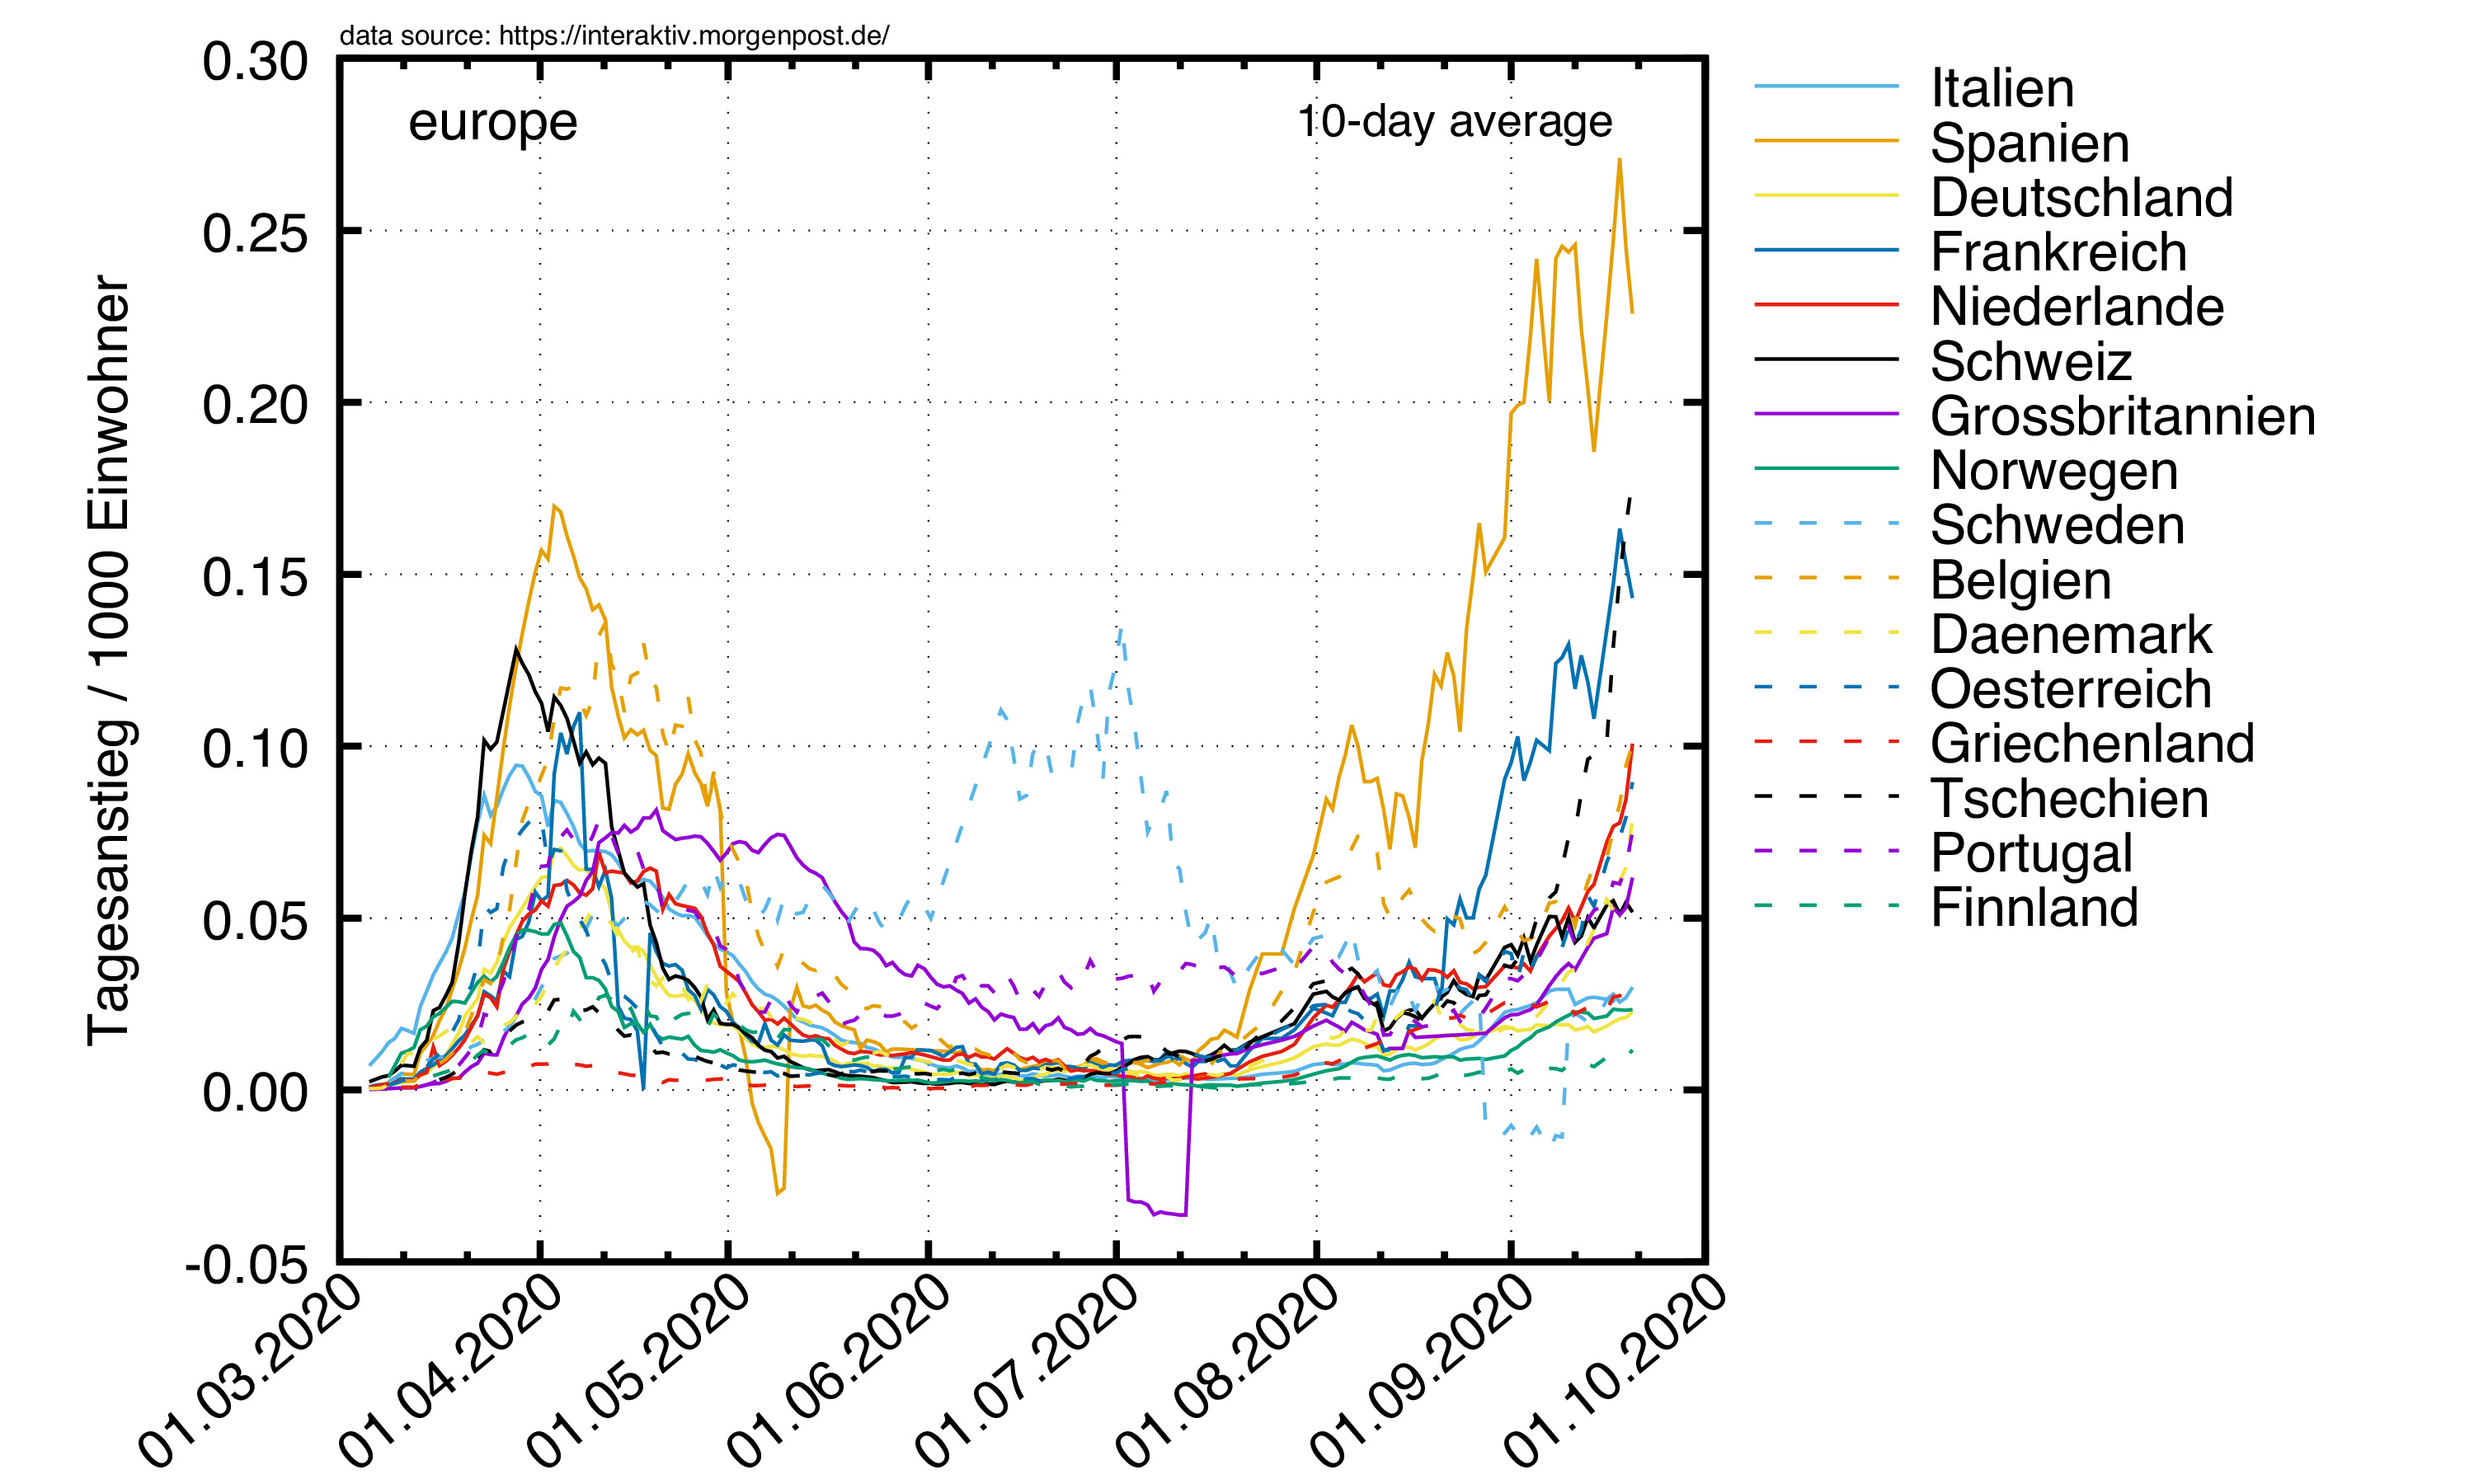 data source: https://interaktiv.morgenpost.de/
europe
10-day average
Tagesanstieg / 1000 Einwohner
0.30
0.25
0.20
0.15
0.10
0.05
0.00
-0.05
01.03.2020
01.04.2020
01.05.2020
01.06.2020
01.07.2020
01.08.2020
01.09.2020
01.10.2020
Italien
Spanien
Deutschland
Frankreich
Niederlande
Schweiz
Grossbritannien
Norwegen
Schweden
Belgien
Daenemark
Oesterreich
Griechenland
Tschechien
Portugal
Finnland